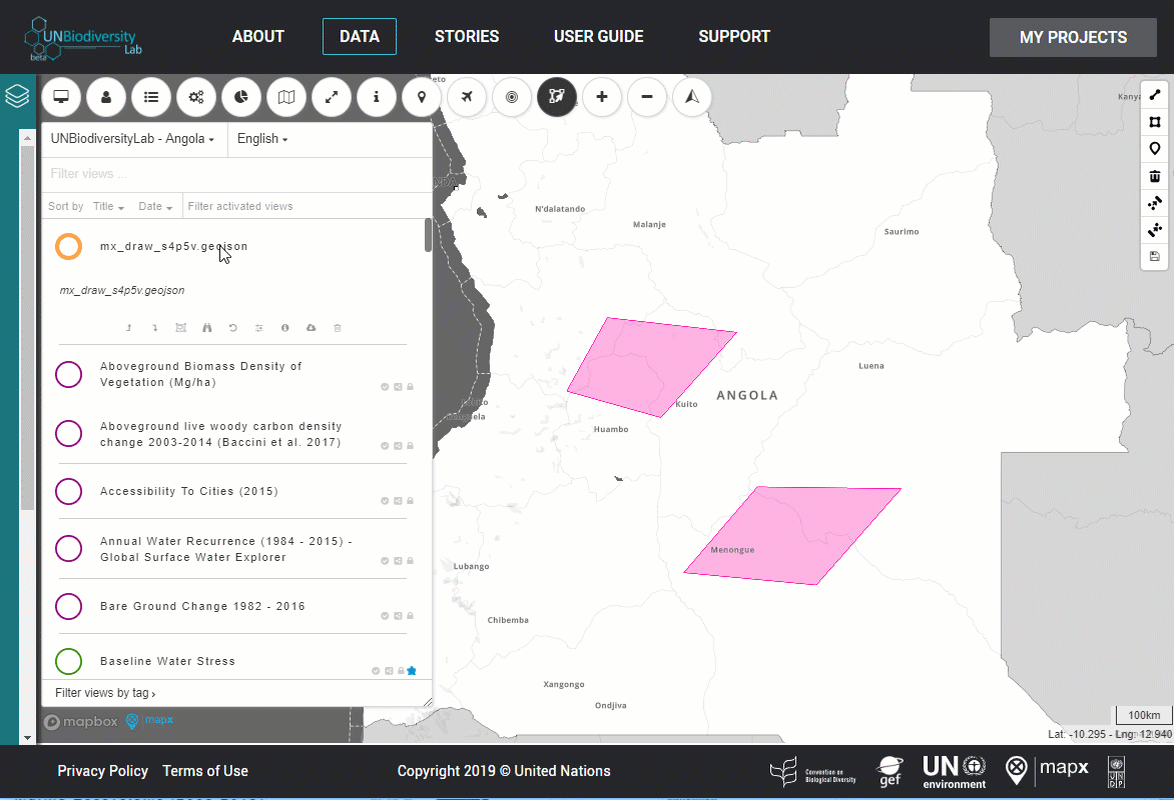 UNBiodiversity
Lab
beta
ABOUT
DATA
STORIES
USER GUIDE
SUPPORT
MY PROJECTS
UNBiodiversityLab - Angola
English
Filter views ...
Sort by Title Date Filter activated views
mx_draw_s4p5v.geojson
mx_draw_s4p5v.geojson
Aboveground Biomass Density of
Vegetation (Mg/ha)
Aboveground live woody carbon density
change 2003-2014 (Baccini et al. 2017)
Accessibility To Cities (2015)
Annual Water Recurrence (1984 - 2015) -
Global Surface Water Explorer
Bare Ground Change 1982 - 2016
Baseline Water Stress
Filter views by tag
mapbox mapx
N'dalatando
Malanje
Saurimo
Luena
ANGOLA
Kuito
Huambo
Menongue
Lubango
Chibemba
Xangongo
Ondjiva
100km
Lat: -10.295 - Lng: 12.940
Privacy Policy
Terms of Use
Copyright 2019 © United Nations
Convention on
Biological Diversity
gef
UN
environment
mapx
UN
DP